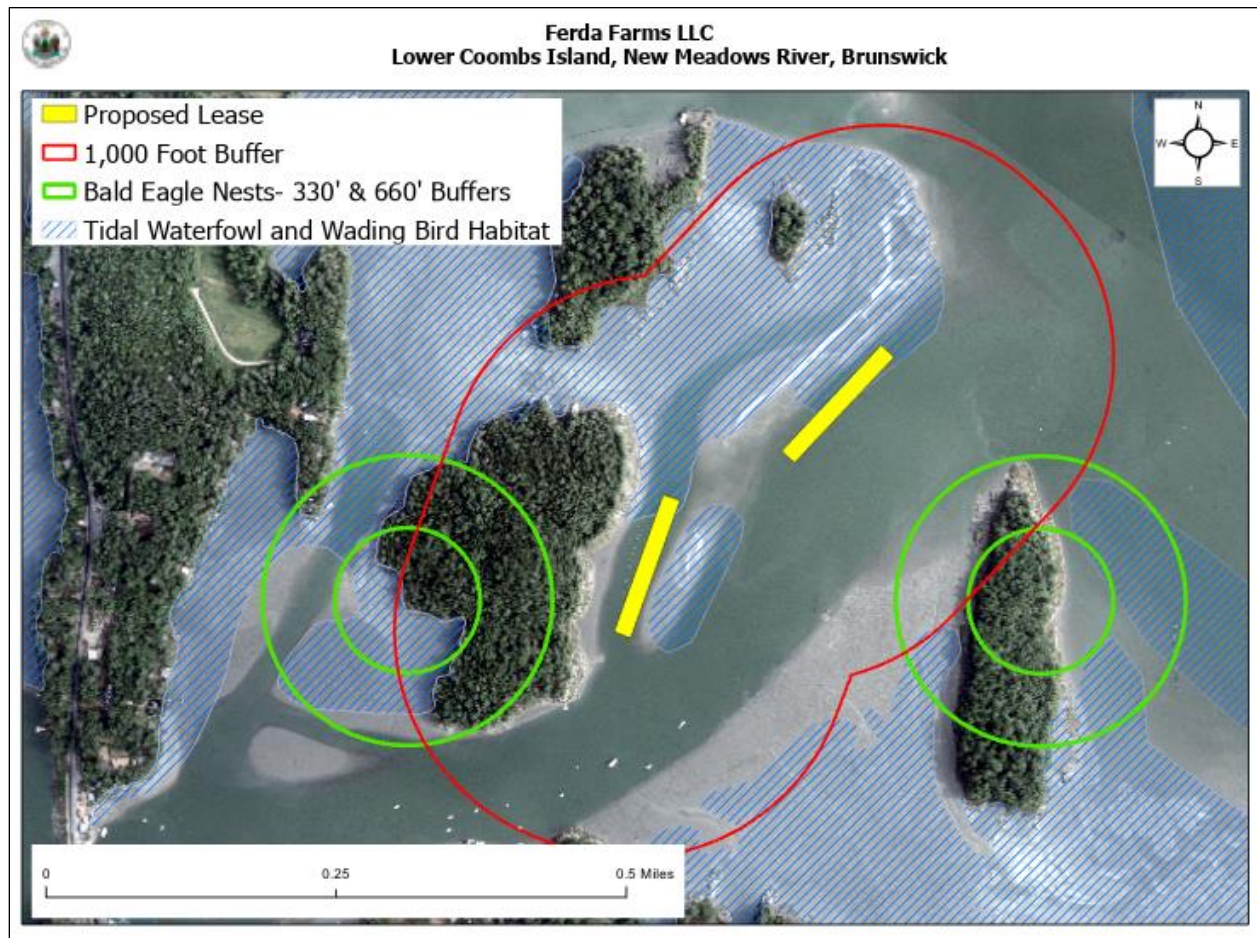 Ferda Farms LLC
Lower Coombs Island, New Meadows River, Brunswick
Proposed Lease
1,000 Foot Buffer
Bald Eagle Nests- 330' & 660' Buffers
Tidal Waterfowl and Wading Bird Habitat
N
W E
S
0 0.25 0.5 Miles